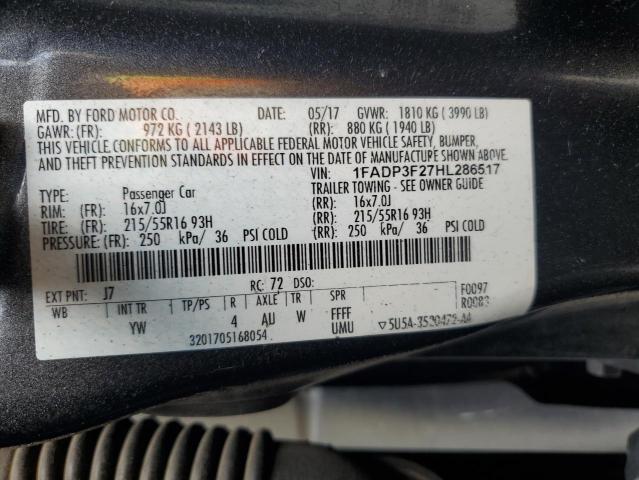 MFD. BY FORD MOTOR CO. 05/17 GVWR: 1810 KG ( 3990 LB)
GAWR: (FR) 972 KG ( 2143 LB) (RR) 880 KG ( 1940 LB)
THIS VEHICLE CONFORMS TO ALL APPLICABLE FEDERAL MOTOR VEHICLE SAFETY, BUMPER,
AND THEFT PREVENTION STANDARDS IN EFFECT ON THE DATE OF MANUFACTURE SHOWN ABOVE.
VIN: 1FADP3F27HL286517
TYPE: Passenger Car TRAILER TOWING - SEE OWNER GUIDE
RIM: (FR) 16x7.0J (RR) 16x7.0J
TIRE: (FR) 215/55R16 93H (RR) 215/55R16 93H
PRESSURE: (FR) 250 kPa/ 36 PSI COLD (RR) 250 kPa/ 36 PSI COLD
EXT PNT: J7 RC: 72 DSO: F0097
WB INT TR TP/PS R AXLE TR SPR R0083
YW 4 AU W FFFF
UMU
3201705168054